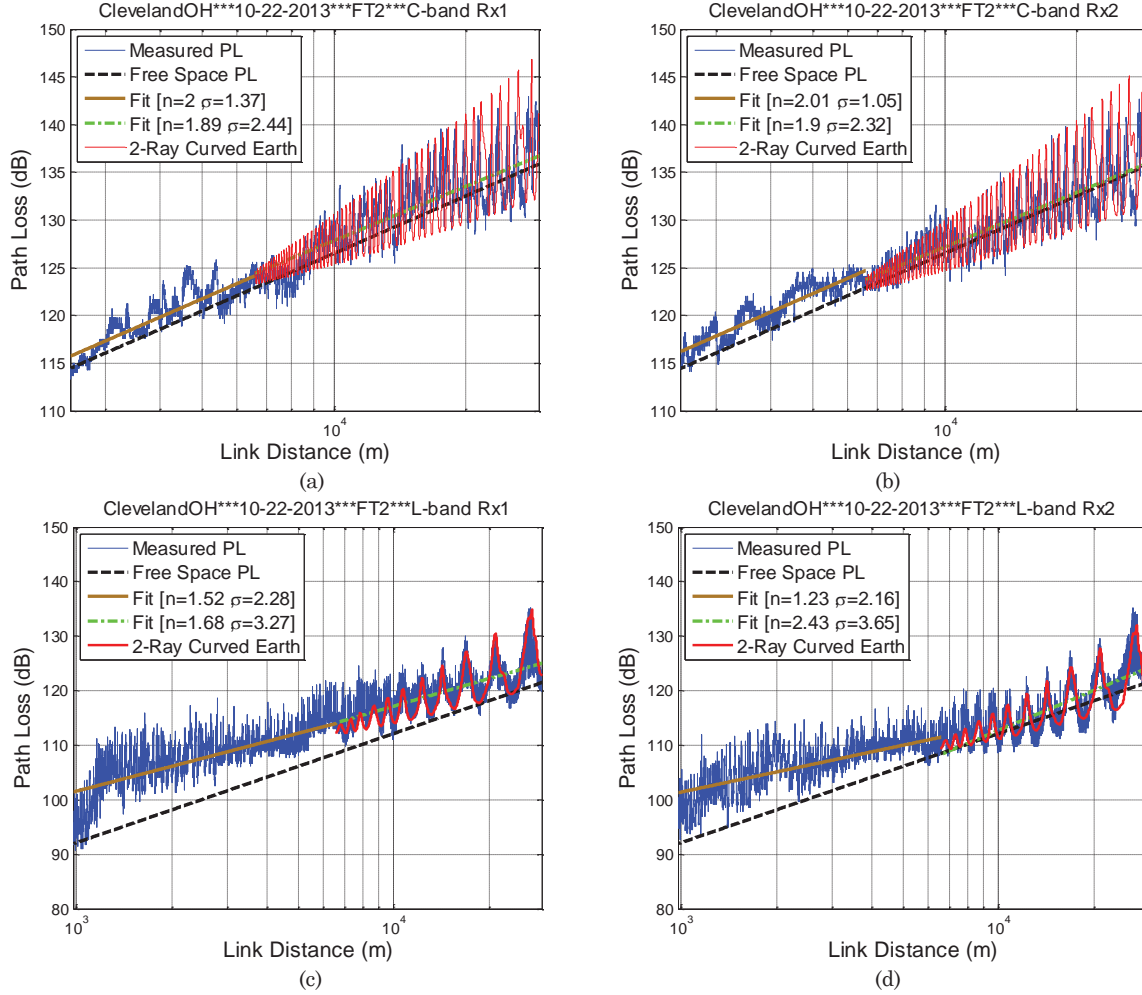 ClevelandOH***10-22-2013***FT2***C-band Rx1
150
145
140
135
130
125
120
115
110
Path Loss (dB)
Measured PL
Free Space PL
Fit [n=2 σ=1.37]
Fit [n=1.89 σ=2.44]
2-Ray Curved Earth
10^4
Link Distance (m)
(a)
ClevelandOH***10-22-2013***FT2***C-band Rx2
150
145
140
135
130
125
120
115
110
Path Loss (dB)
Measured PL
Free Space PL
Fit [n=2.01 σ=1.05]
Fit [n=1.9 σ=2.32]
2-Ray Curved Earth
10^4
Link Distance (m)
(b)
ClevelandOH***10-22-2013***FT2***L-band Rx1
150
140
130
120
110
100
90
80
Path Loss (dB)
Measured PL
Free Space PL
Fit [n=1.52 σ=2.28]
Fit [n=1.68 σ=3.27]
2-Ray Curved Earth
10^3
10^4
Link Distance (m)
(c)
ClevelandOH***10-22-2013***FT2***L-band Rx2
150
140
130
120
110
100
90
80
Path Loss (dB)
Measured PL
Free Space PL
Fit [n=1.23 σ=2.16]
Fit [n=2.43 σ=3.65]
2-Ray Curved Earth
10^3
10^4
Link Distance (m)
(d)